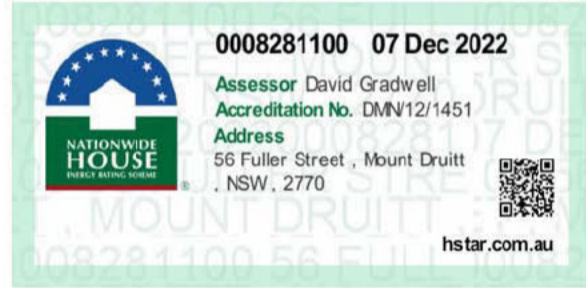 0008281100 07 Dec 2022
Assessor David Gradwell
Accreditation No. DMN/12/1451
Address
56 Fuller Street , Mount Druitt
, NSW , 2770
NATIONWIDE
HOUSE
ENERGY RATING SCHEME
®
hstar.com.au